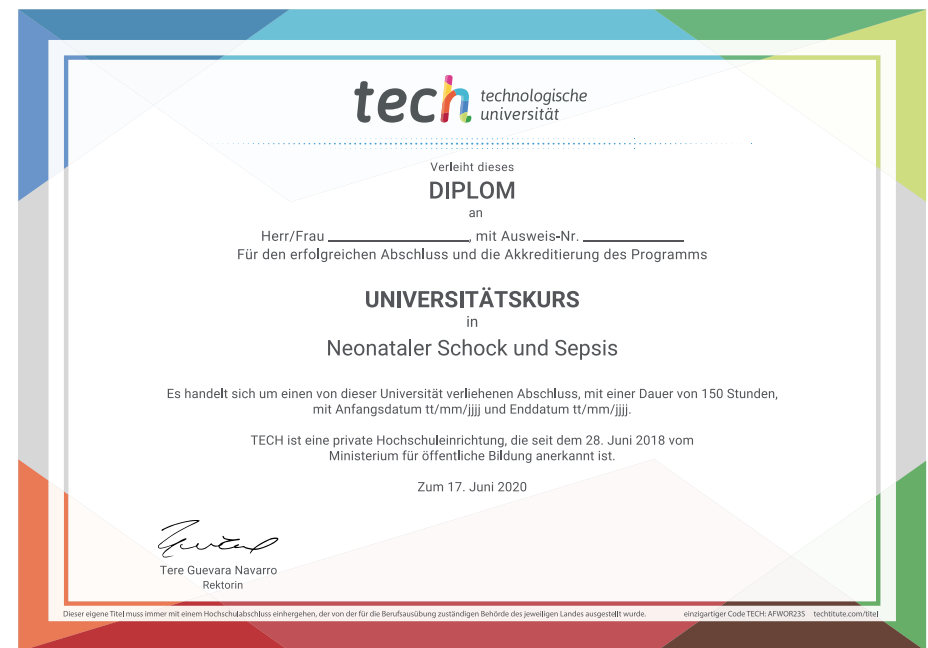 tech technologische
universität
Verleiht dieses
DIPLOM
an
Herr/Frau ____________________, mit Ausweis-Nr. ______________
Für den erfolgreichen Abschluss und die Akkreditierung des Programms
UNIVERSITÄTSKURS
in
Neonataler Schock und Sepsis
Es handelt sich um einen von dieser Universität verliehenen Abschluss, mit einer Dauer von 150 Stunden,
mit Anfangsdatum tt/mm/jjjj und Enddatum tt/mm/jjjj.
TECH ist eine private Hochschuleinrichtung, die seit dem 28. Juni 2018 vom
Ministerium für öffentliche Bildung anerkannt ist.
Zum 17. Juni 2020
Tere Guevara Navarro
Rektorin
Dieser eigene Titel muss immer mit einem Hochschulabschluss einhergehen, der von der für die Berufsausübung zuständigen Behörde des jeweiligen Landes ausgestellt wurde. einzigartiger Code TECH: AFWOR23S techtitute.com/titel